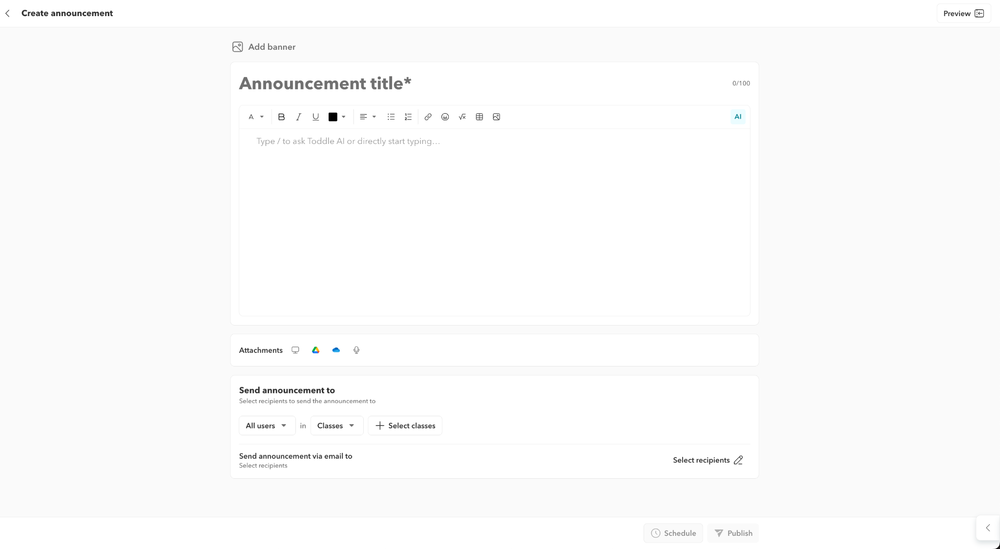 Create announcement
Preview
Add banner
Announcement title*
0/100
A B I U AI
Type / to ask Toddle AI or directly start typing...
Attachments
Send announcement to
Select recipients to send the announcement to
All users in Classes + Select classes
Send announcement via email to
Select recipients
Select recipients
Schedule Publish